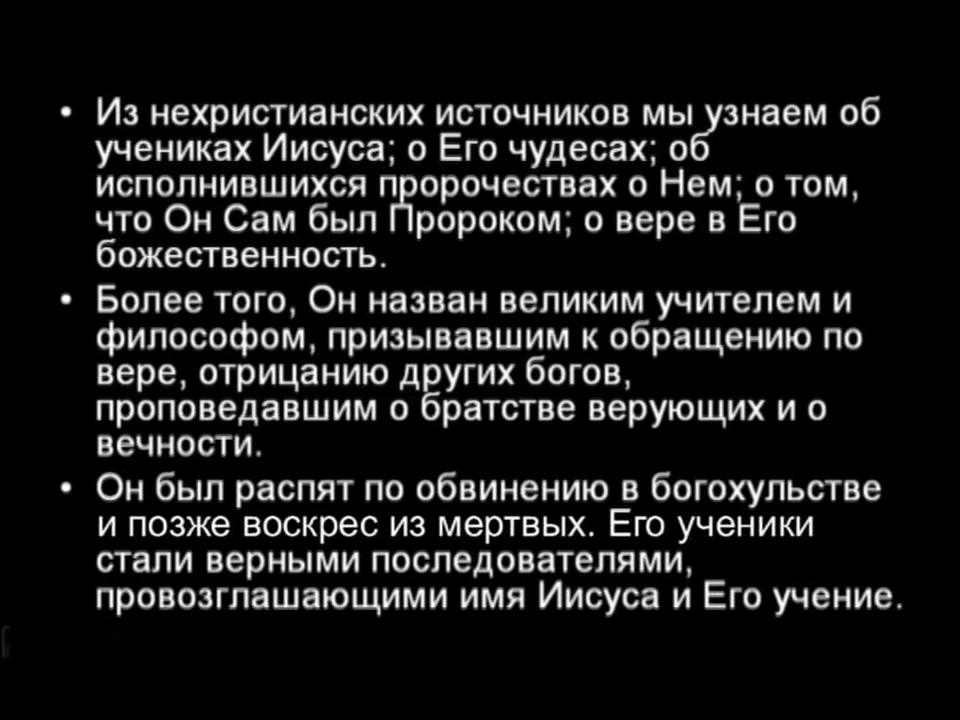 • Из нехристианских источников мы узнаем об
учениках Иисуса; о Его чудесах; об
исполнившихся пророчествах о Нем; о том,
что Он Сам был Пророком; о вере в Его
божественность.
• Более того, Он назван великим учителем и
философом, призывавшим к обращению по
вере, отрицанию других богов,
проповедавшим о братстве верующих и о
вечности.
• Он был распят по обвинению в богохульстве
и позже воскрес из мертвых. Его ученики
стали верными последователями,
провозглашающими имя Иисуса и Его учение.